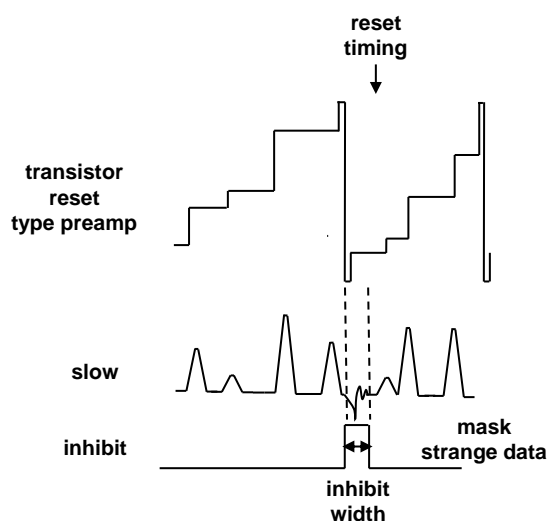 reset
timing
transistor
reset
type preamp
slow
inhibit
mask
strange data
inhibit
width